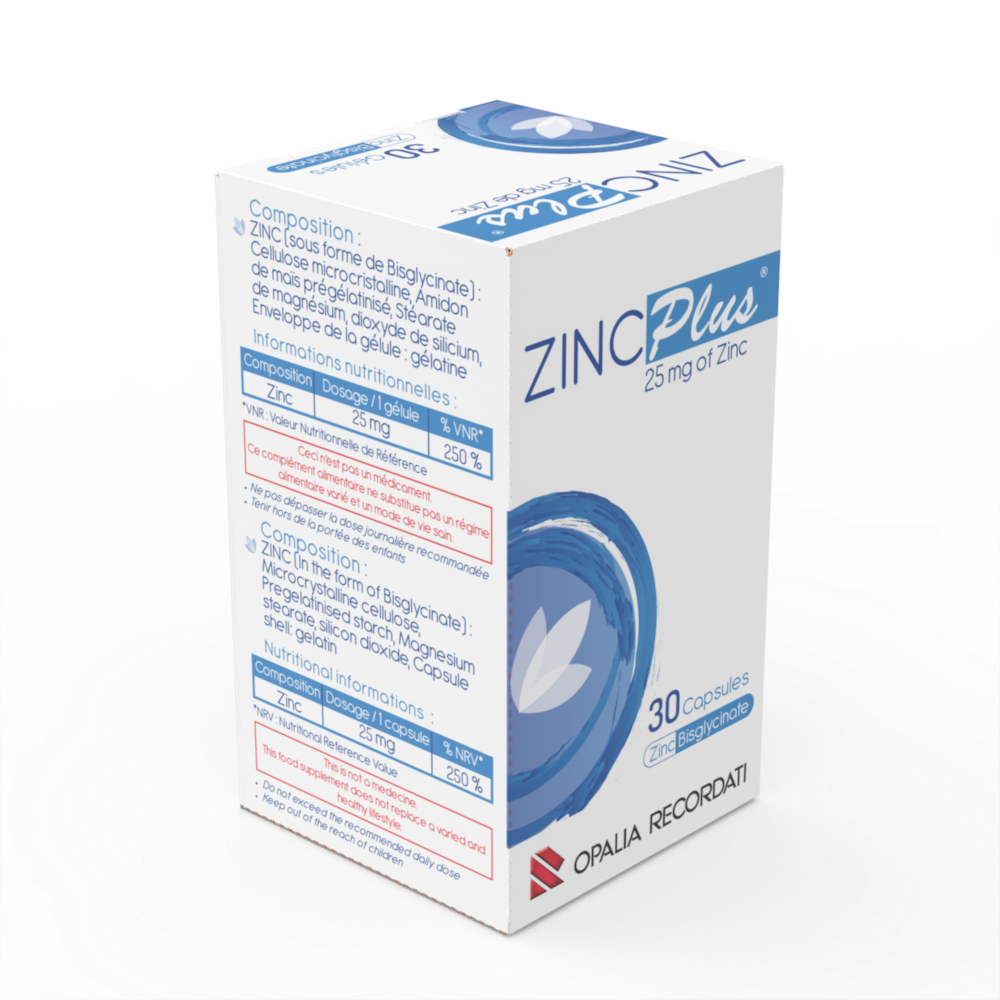 ZINC Plus®
25 mg de Zinc
30 Gélules
Zinc Bisglycinate
Composition :
ZINC (sous forme de Bisglycinate) :
Cellulose microcristalline, Amidon
de maïs prégélatinisé, Stéarate
de magnésium, dioxyde de silicium,
Enveloppe de la gélule : gélatine
Informations nutritionnelles :
Composition Dosage / 1 gélule % VNR*
Zinc 25 mg 250 %
*VNR : Valeur Nutritionnelle de Référence
Ceci n'est pas un médicament.
Ce complément alimentaire ne substitue pas un régime
alimentaire varié et un mode de vie sain.
• Ne pas dépasser la dose journalière recommandée
• Tenir hors de la portée des enfants
Composition :
ZINC (In the form of Bisglycinate) :
Microcrystalline cellulose,
Pregelatinised starch, Magnesium
stearate, silicon dioxide, Capsule
shell: gelatin
Nutritional informations :
Composition Dosage / 1 capsule % NRV*
Zinc 25 mg 250 %
*NRV : Nutritional Reference Value
This is not a medecine.
This food supplement does not replace a varied and
healthy lifestyle.
• Do not exceed the recommended daily dose
• Keep out of the reach of children
ZINC Plus®
25 mg of Zinc
30 Capsules
Zinc Bisglycinate
OPALIA RECORDATI